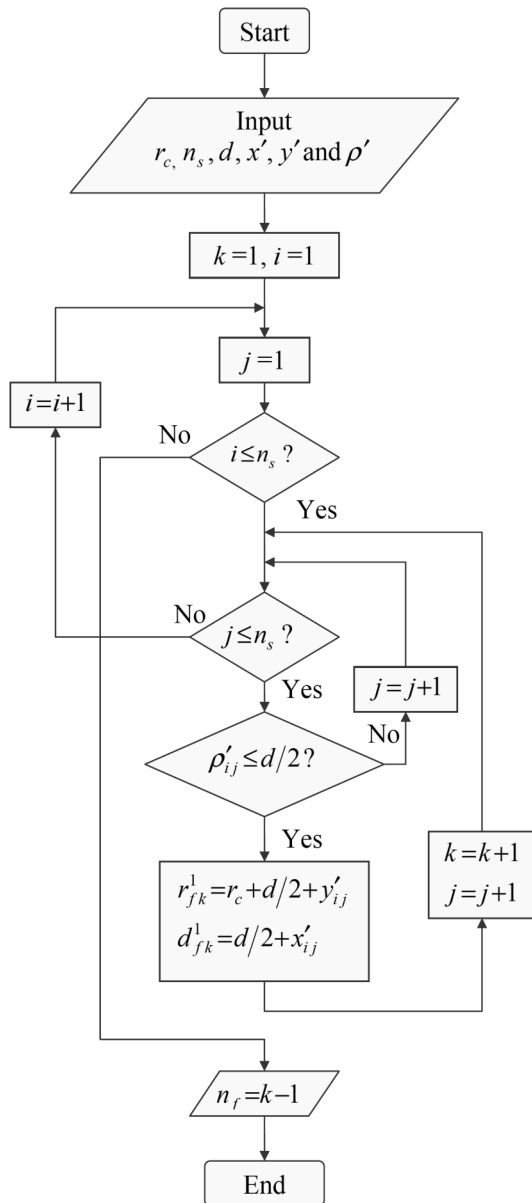 Start
Input
r_c, n_s, d, x′, y′ and ρ′
k=1, i=1
j=1
i=i+1
No
i≤n_s ?
Yes
No
j≤n_s ?
Yes
j=j+1
No
ρ′_ij≤d/2?
Yes
k=k+1
j=j+1
r^1_fk=r_c+d/2+y′_ij
d^1_fk=d/2+x′_ij
n_f=k−1
End